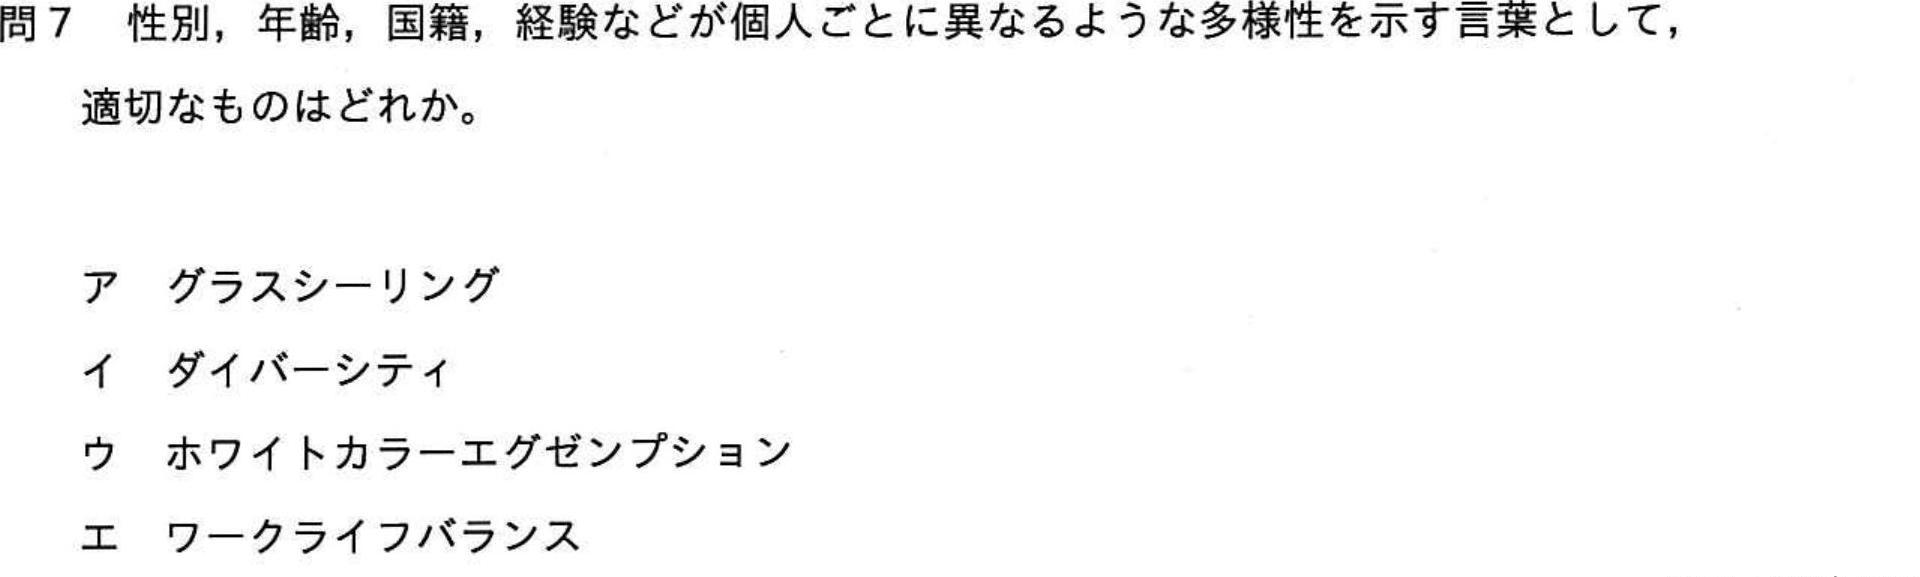 問7 性別，年齢，国籍，経験などが個人ごとに異なるような多様性を示す言葉として，
適切なものはどれか。
ア グラスシーリング
イ ダイバーシティ
ウ ホワイトカラーエグゼンプション
エ ワークライフバランス